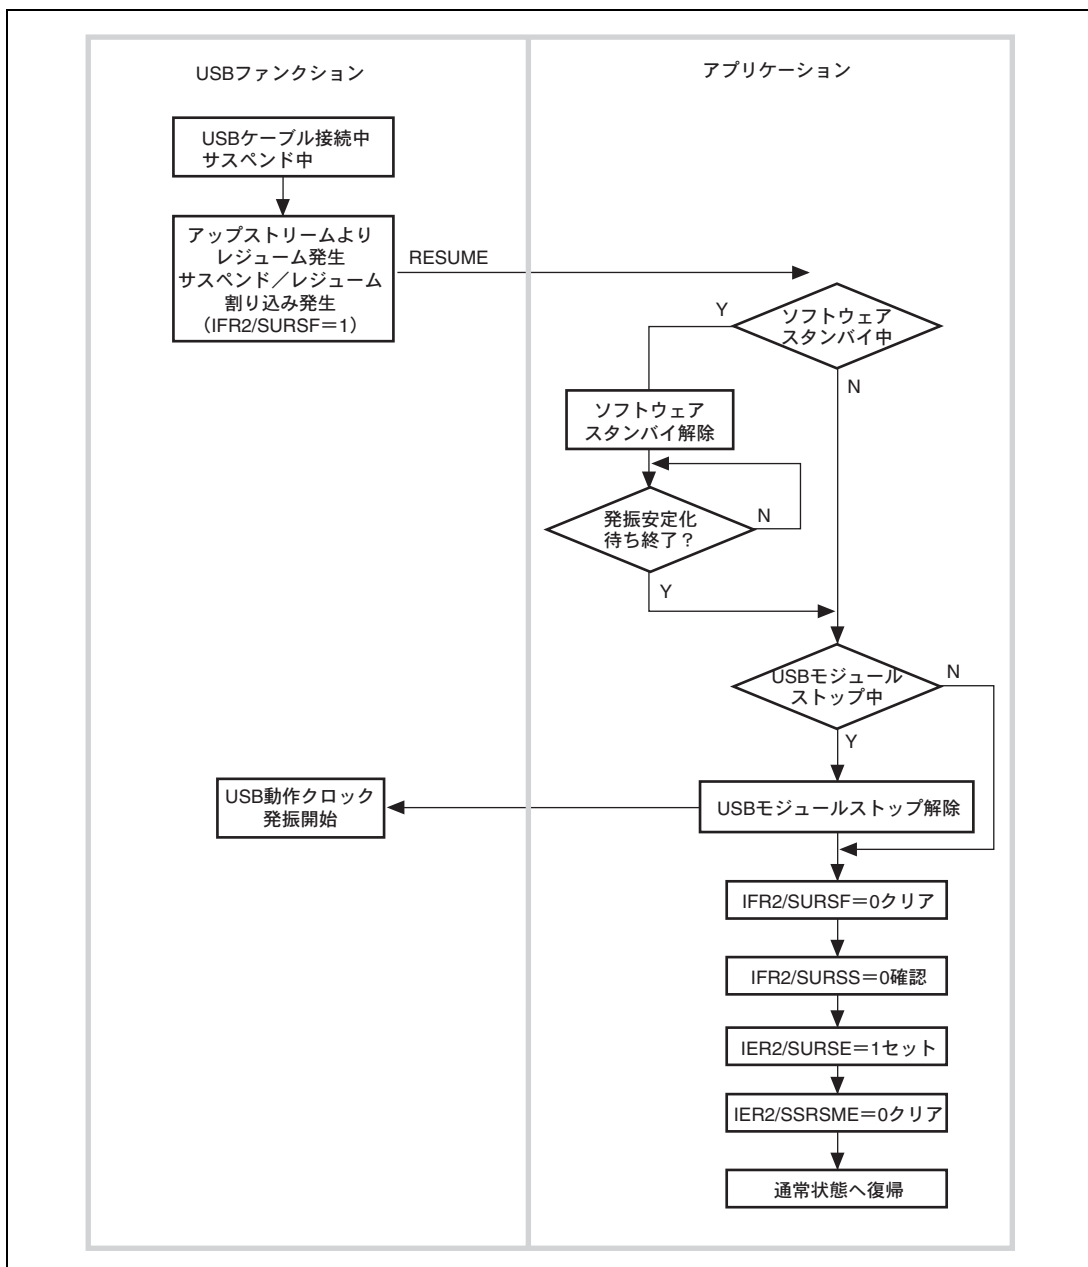 USBファンクション
アプリケーション
USBケーブル接続中
サスペンド中
アップストリームより
レジューム発生
サスペンド／レジューム
割り込み発生
（IFR2/SURSF＝1）
RESUME
ソフトウェア
スタンバイ中
Y
N
ソフトウェア
スタンバイ解除
発振安定化
待ち終了？
N
Y
USBモジュール
ストップ中
N
Y
USBモジュールストップ解除
USB動作クロック
発振開始
IFR2/SURSF＝0クリア
IFR2/SURSS＝0確認
IER2/SURSE＝1セット
IER2/SSRSME＝0クリア
通常状態へ復帰